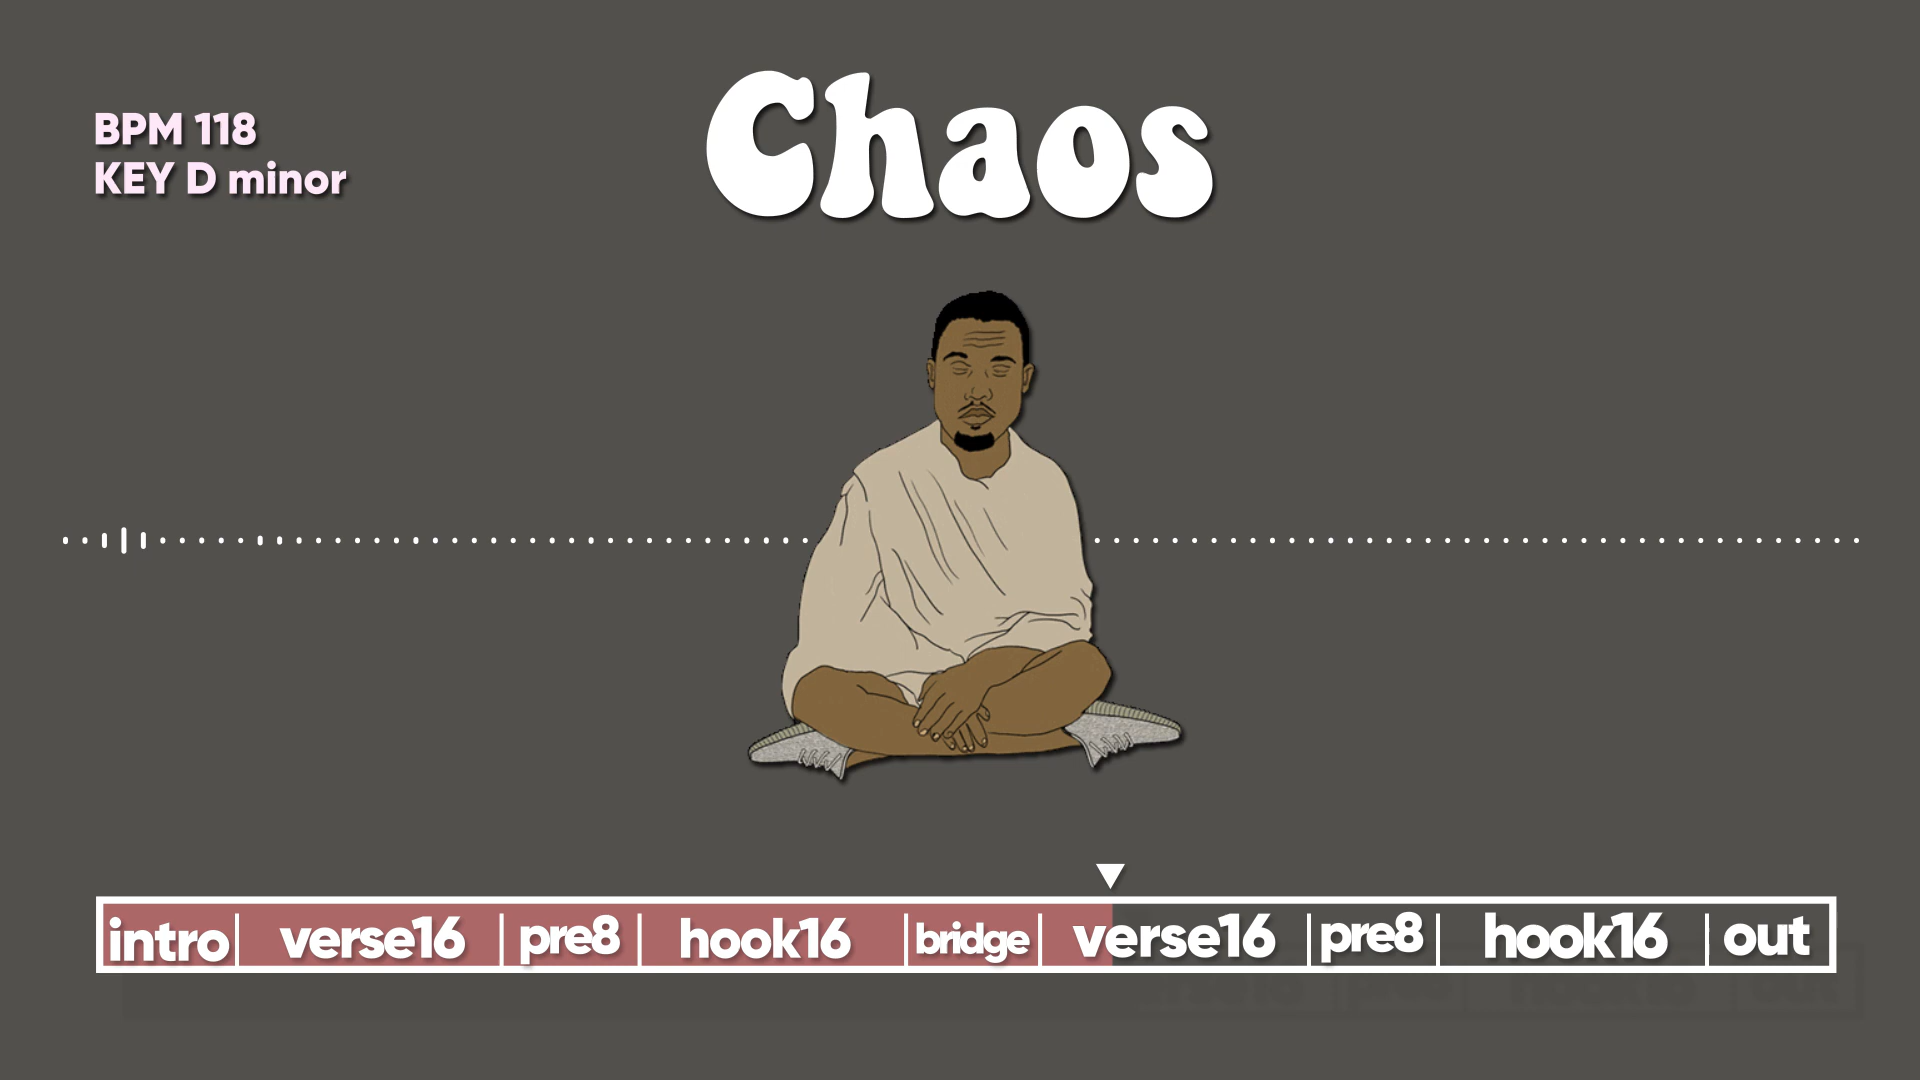 Chaos
BPM 118
KEY D minor
intro verse16 pre8 hook16 bridge verse16 pre8 hook16 out